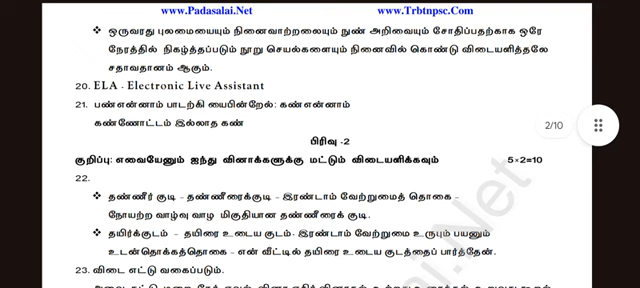 www.Padasalai.Net www.Trbtnpsc.Com
❖ ஒருவரது புலமையையும் நினைவாற்றலையும் நுண் அறிவையும் சோதிப்பதற்காக ஒரே
நேரத்தில் நிகழ்த்தப்படும் நூறு செயல்களையும் நினைவில் கொண்டு விடையளித்தலே
சதாவதானம் ஆகும்.
20. ELA - Electronic Live Assistant
21. பண்என்னாம் பாடற்கி யைபின்றேல்: கண்என்னாம்
கண்ணோட்டம் இல்லாத கண்
2/10
பிரிவு -2
குறிப்பு: எவையேனும் ஐந்து வினாக்களுக்கு மட்டும் விடையளிக்கவும் 5×2=10
22.
❖ தண்ணீர் குடி – தண்ணீரைக்குடி – இரண்டாம் வேற்றுமைத் தொகை –
நோயற்ற வாழ்வு வாழ மிகுதியான தண்ணீரைக் குடி.
❖ தயிர்க்குடம் – தயிரை உடைய குடம்- இரண்டாம் வேற்றுமை உருபும் பயனும்
உடன்தொக்கத்தொகை – என் வீட்டில் தயிரை உடைய குடத்தைப் பார்த்தேன்.
23. விடை எட்டு வகைப்படும்.